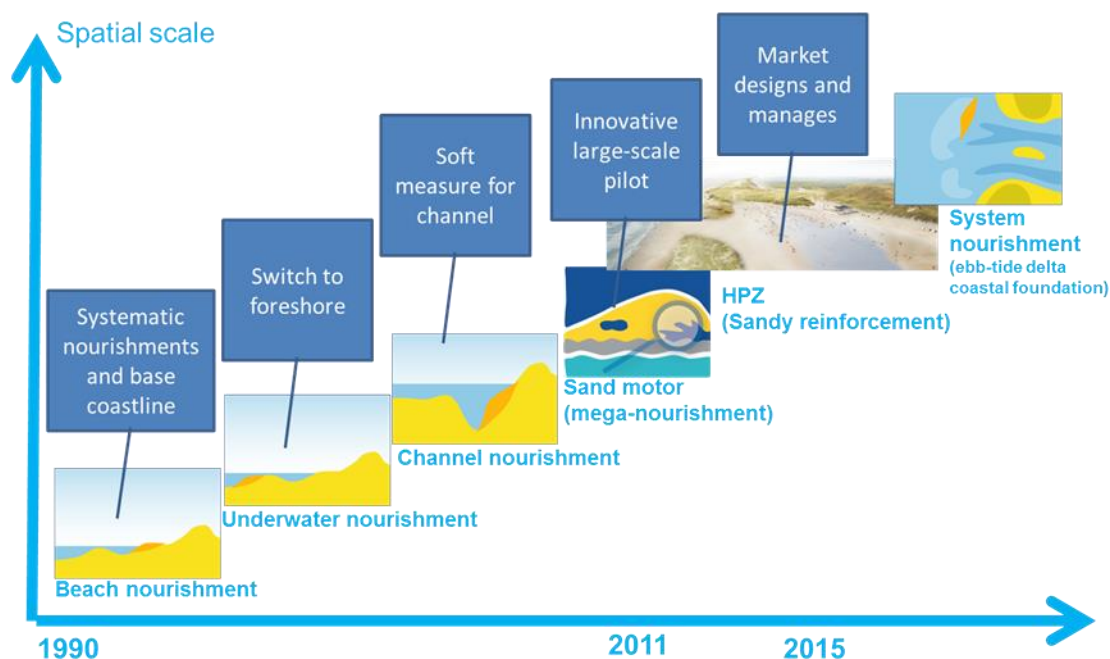 Spatial scale
Systematic
nourishments
and base
coastline
Beach nourishment
Switch to
foreshore
Underwater nourishment
Soft
measure for
channel
Channel nourishment
Innovative
large-scale
pilot
Sand motor
(mega-nourishment)
Market
designs and
manages
HPZ
(Sandy reinforcement)
System
nourishment
(ebb-tide delta
coastal foundation)
1990
2011
2015